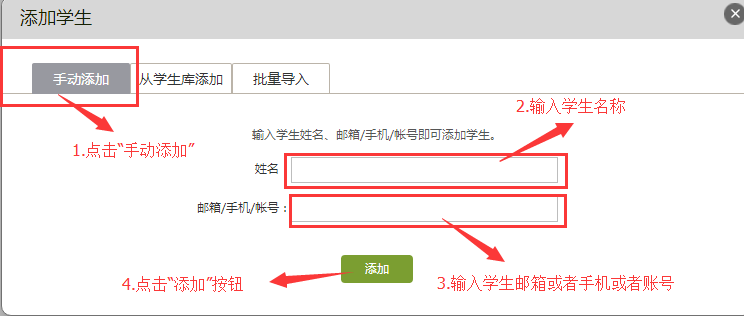 添加学生
手动添加 从学生库添加 批量导入
2.输入学生名称
1.点击“手动添加”
输入学生姓名、邮箱/手机/帐号即可添加学生。
姓名
邮箱/手机/帐号：
添加
4.点击“添加”按钮
3.输入学生邮箱或者手机或者账号